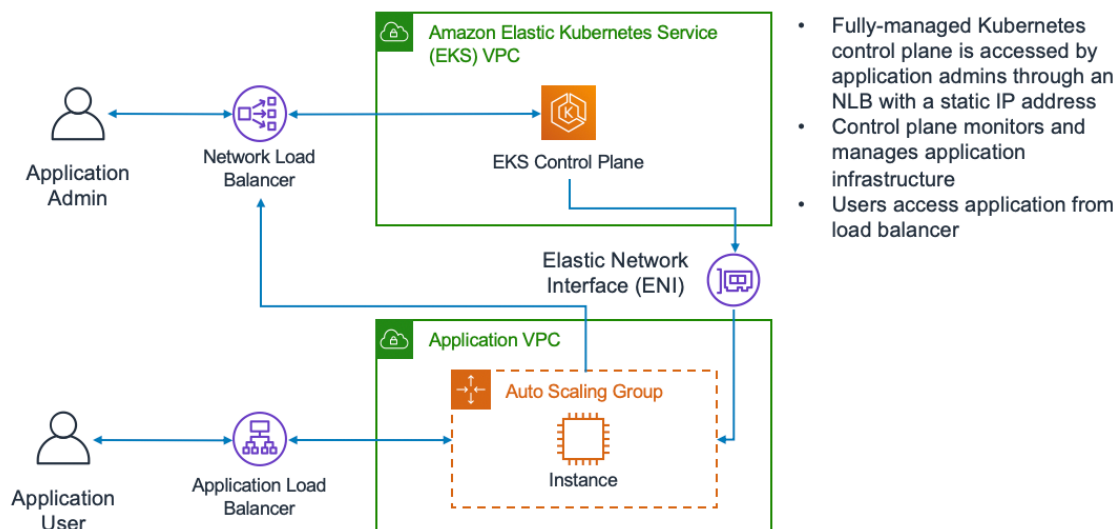 Amazon Elastic Kubernetes Service
(EKS) VPC
Application
Admin
Network Load
Balancer
EKS Control Plane
• Fully-managed Kubernetes
control plane is accessed by
application admins through an
NLB with a static IP address
• Control plane monitors and
manages application
infrastructure
• Users access application from
load balancer
Elastic Network
Interface (ENI)
Application VPC
Auto Scaling Group
Instance
Application
User
Application Load
Balancer